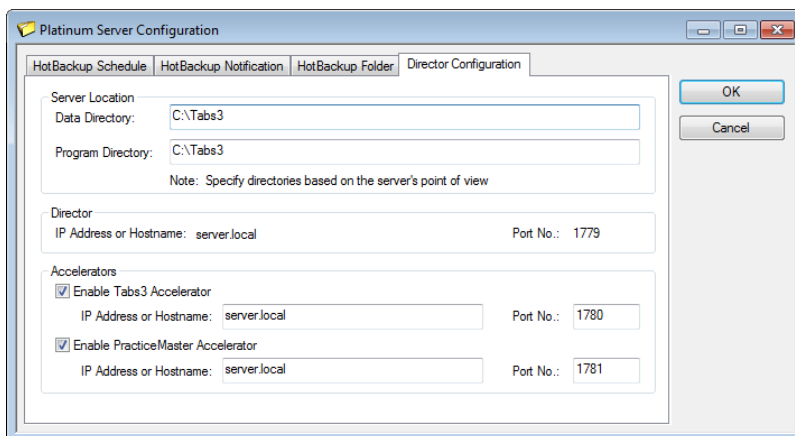 Platinum Server Configuration
HotBackup Schedule HotBackup Notification HotBackup Folder Director Configuration
OK
Cancel
Server Location
Data Directory: C:\Tabs3
Program Directory: C:\Tabs3
Note: Specify directories based on the server's point of view
Director
IP Address or Hostname: server.local Port No.: 1779
Accelerators
Enable Tabs3 Accelerator
IP Address or Hostname: server.local Port No.: 1780
Enable PracticeMaster Accelerator
IP Address or Hostname: server.local Port No.: 1781